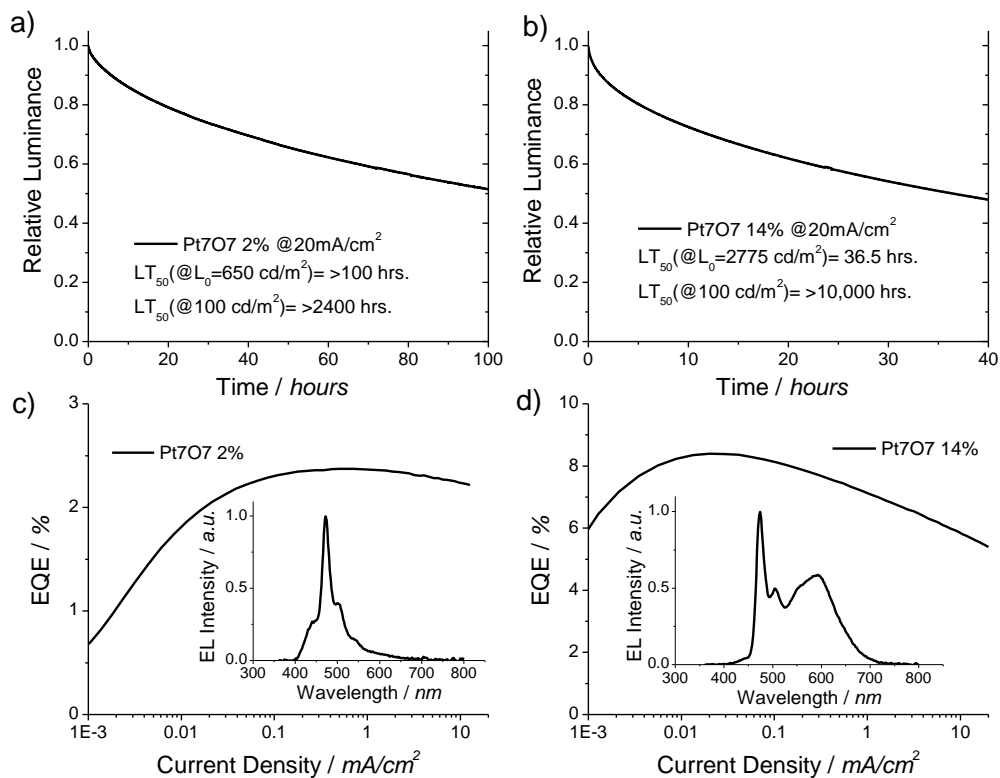 a)
Relative Luminance
1.0
0.8
0.6
0.4
0.2
0.0
Pt7O7 2% @20mA/cm²
LT₅₀(@L₀=650 cd/m²)= >100 hrs.
LT₅₀(@100 cd/m²)= >2400 hrs.
0 20 40 60 80 100
Time / hours
b)
Relative Luminance
1.0
0.8
0.6
0.4
0.2
0.0
Pt7O7 14% @20mA/cm²
LT₅₀(@L₀=2775 cd/m²)= 36.5 hrs.
LT₅₀(@100 cd/m²)= >10,000 hrs.
0 10 20 30 40
Time / hours
c)
EQE / %
3
2
1
0
Pt7O7 2%
EL Intensity / a.u.
1.0
0.5
0.0
300 400 500 600 700 800
Wavelength / nm
1E-3 0.01 0.1 1 10
Current Density / mA/cm²
d)
EQE / %
10
8
6
4
2
0
Pt7O7 14%
EL Intensity / a.u.
1.0
0.5
0.0
300 400 500 600 700 800
Wavelength / nm
1E-3 0.01 0.1 1 10
Current Density / mA/cm²